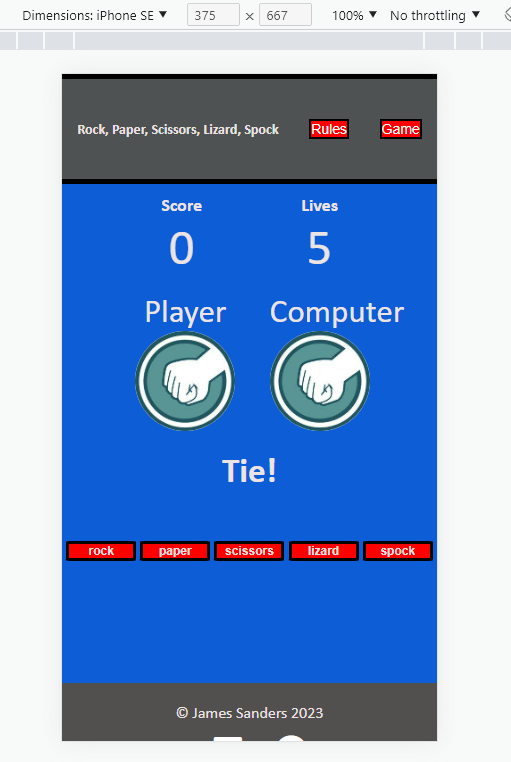 Dimensions: iPhone SE ▼ 375 × 667 100% ▼ No throttling ▼
Rock, Paper, Scissors, Lizard, Spock Rules Game
Score Lives
0 5
Player Computer
Tie!
rock paper scissors lizard spock
© James Sanders 2023